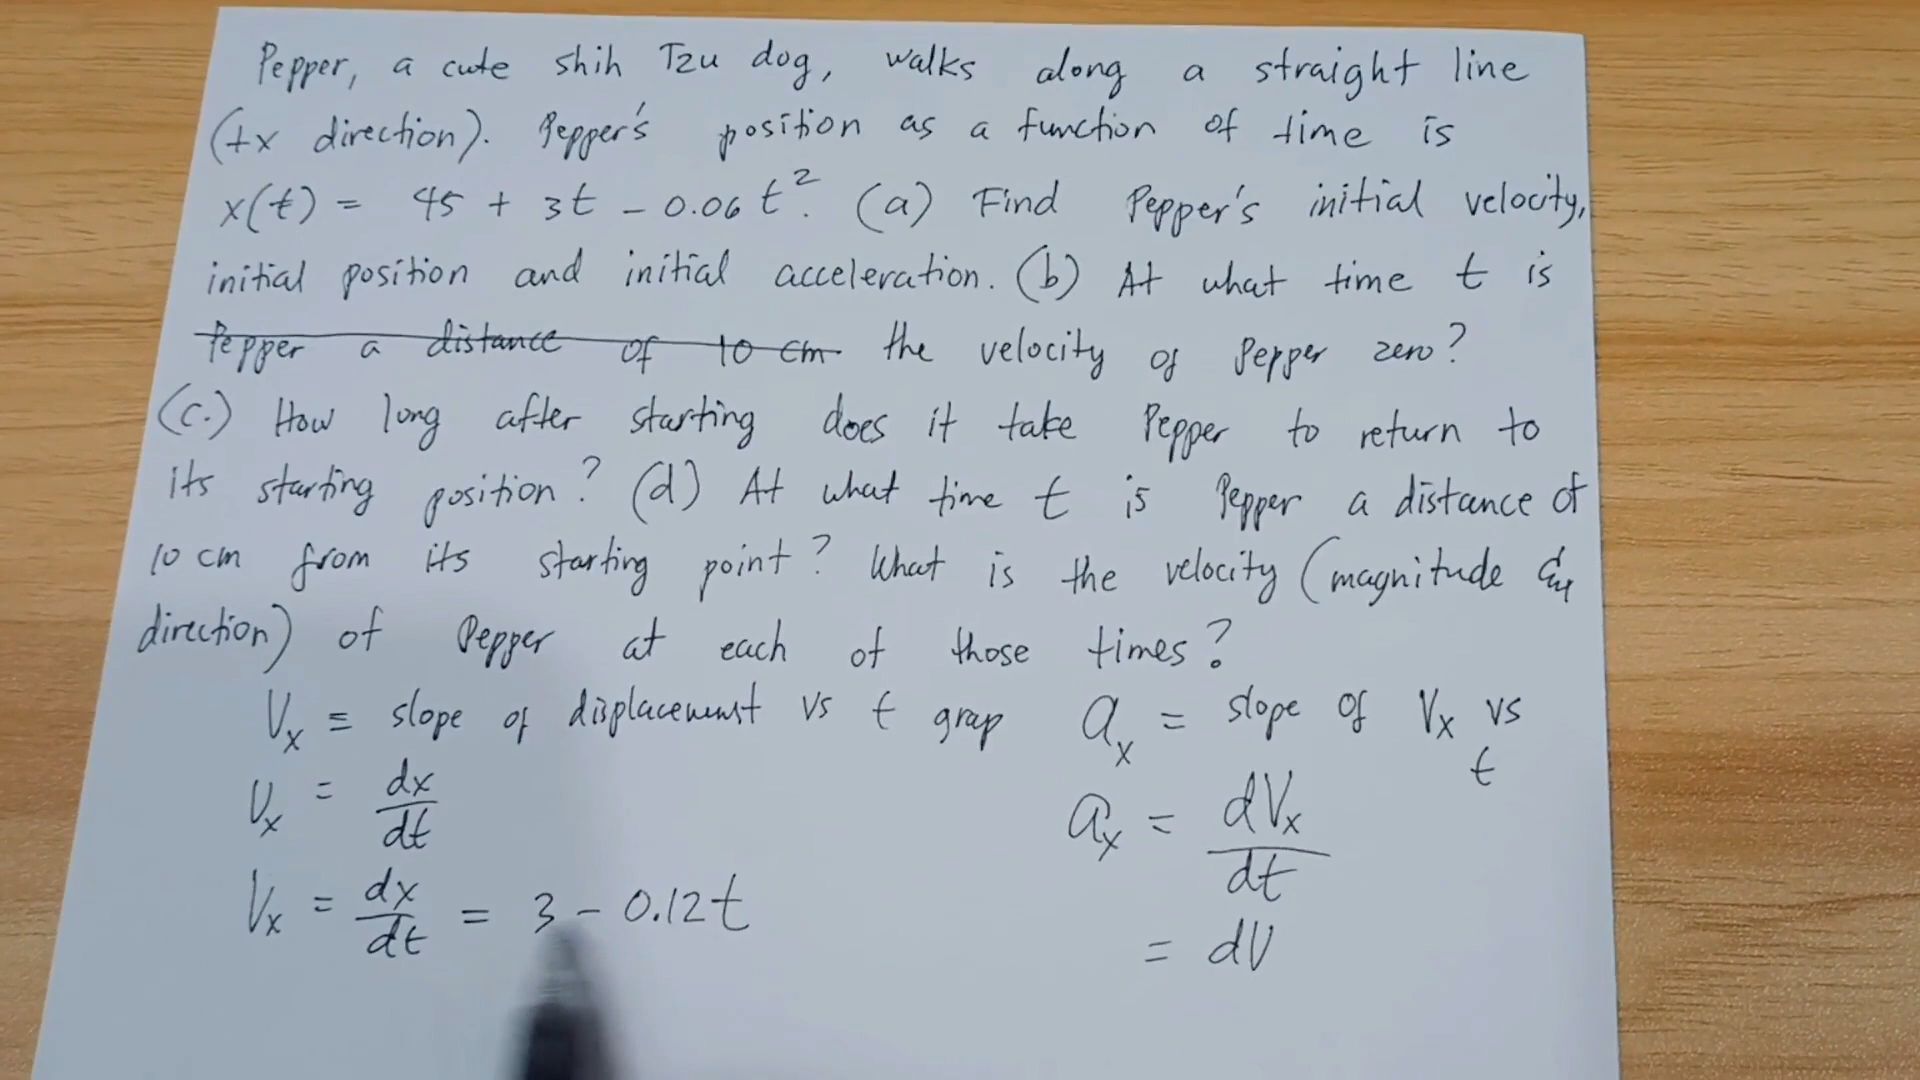 Pepper, a cute shih Tzu dog, walks along a straight line
(+x direction). Pepper's position as a function of time is
x(t) = 45 + 3t - 0.06t². (a) Find Pepper's initial velocity,
initial position and initial acceleration. (b) At what time t is
Pepper a distance of 10 cm the velocity of Pepper zero?
(c.) How long after starting does it take Pepper to return to
its starting position? (d) At what time t is Pepper a distance of
10 cm from its starting point? What is the velocity (magnitude &
direction) of Pepper at each of those times?
Vx = slope of displacement vs t grap
Vx = dx/dt
Vx = dx/dt = 3 - 0.12t
ax = slope of Vx vs
t
ax = dVx/dt
= dV